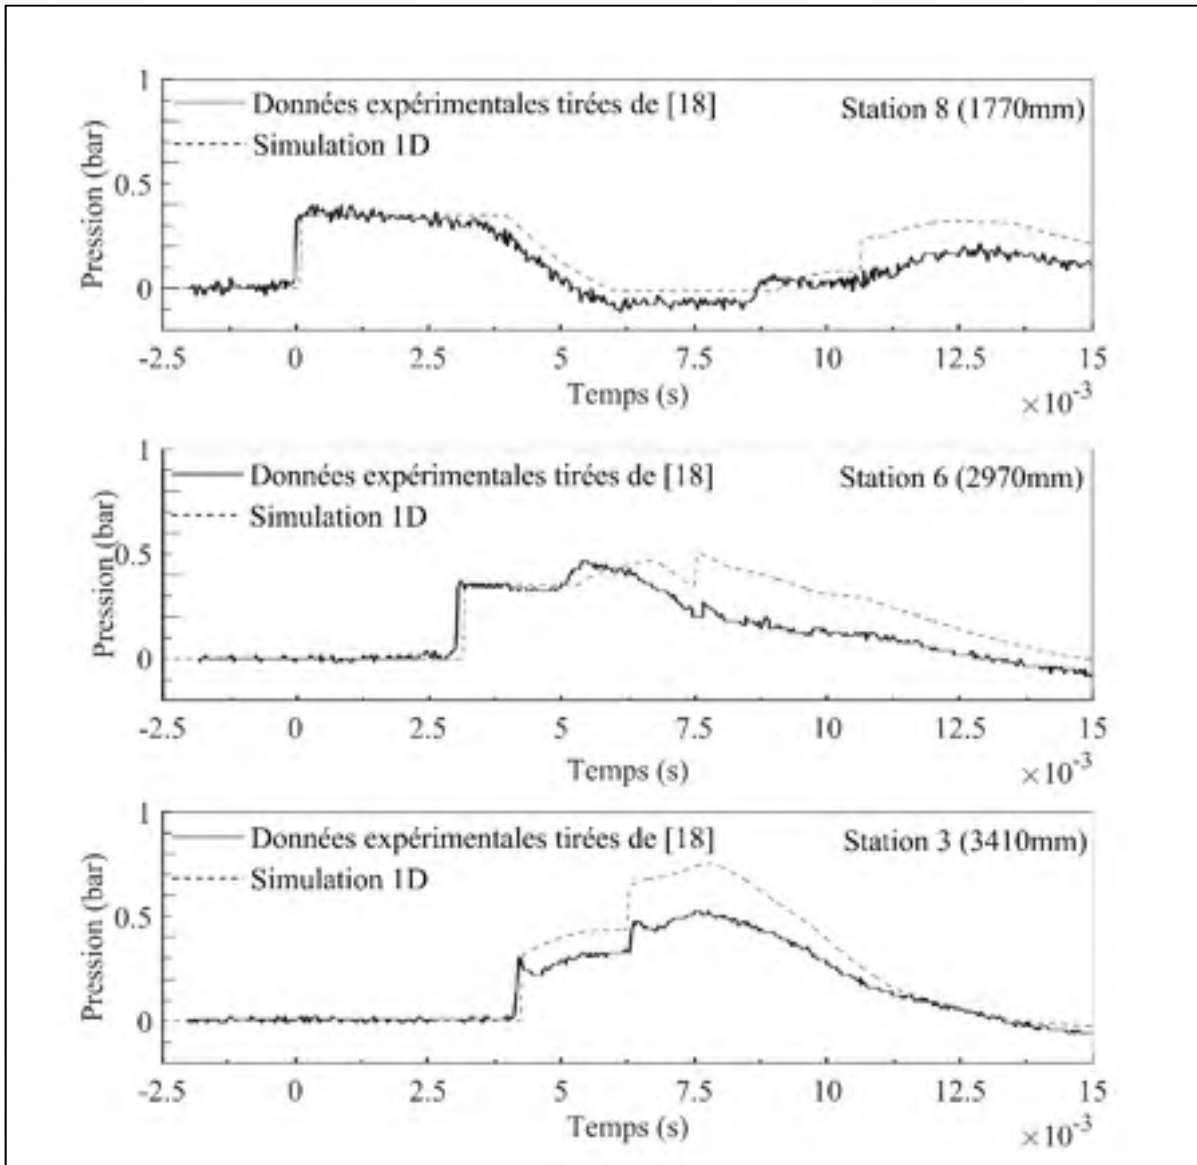 1
Données expérimentales tirées de [18]
Station 8 (1770mm)
Simulation 1D
0.5
0
Pression (bar)
-2.5 0 2.5 5 7.5 10 12.5 15
Temps (s)
×10-3
1
Données expérimentales tirées de [18]
Station 6 (2970mm)
Simulation 1D
0.5
0
Pression (bar)
-2.5 0 2.5 5 7.5 10 12.5 15
Temps (s)
×10-3
1
Données expérimentales tirées de [18]
Station 3 (3410mm)
Simulation 1D
0.5
0
Pression (bar)
-2.5 0 2.5 5 7.5 10 12.5 15
Temps (s)
×10-3